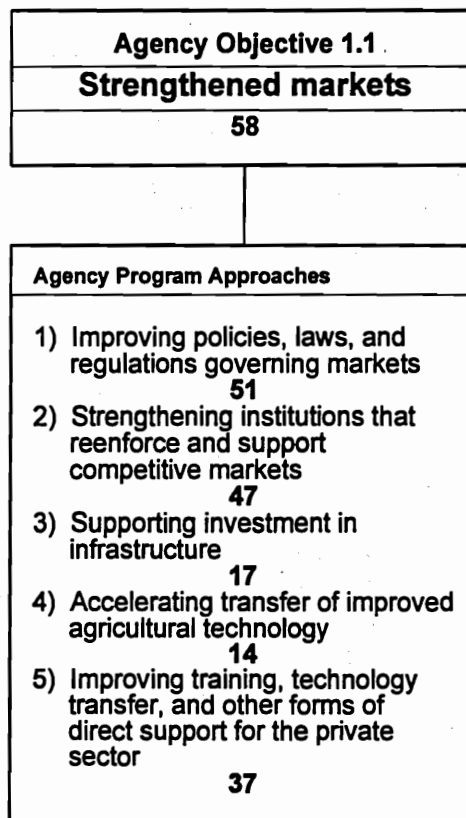 Agency Objective 1.1
Strengthened markets
58
Agency Program Approaches
1) Improving policies, laws, and
regulations governing markets
51
2) Strengthening institutions that
reenforce and support
competitive markets
47
3) Supporting investment in
infrastructure
17
4) Accelerating transfer of improved
agricultural technology
14
5) Improving training, technology
transfer, and other forms of
direct support for the private
sector
37